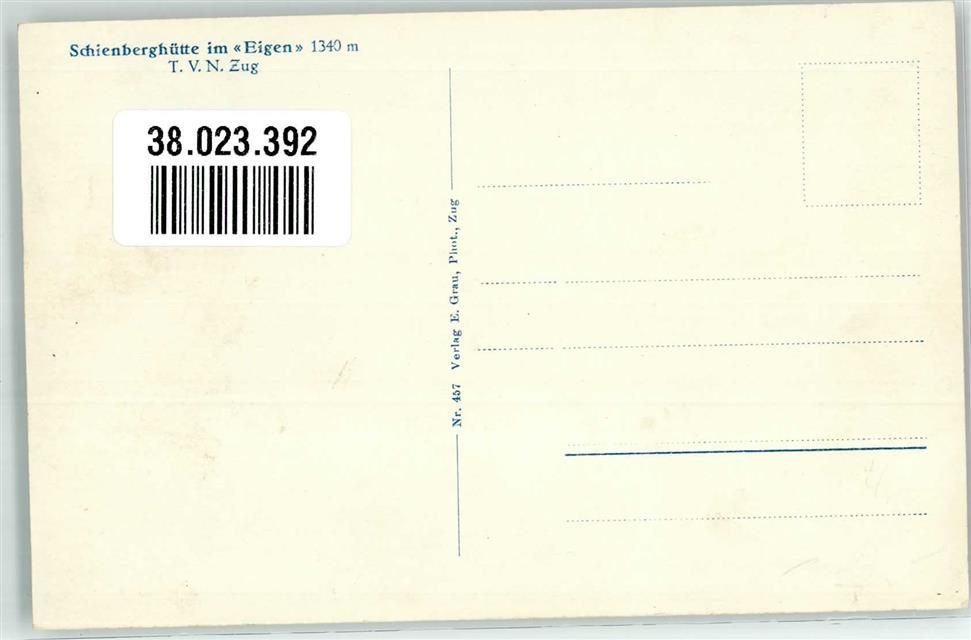 Schienberghütte im «Eigen» 1340 m
T. V. N. Zug
38.023.392
Nr. 457 Verlag E. Grau, Phot., Zug